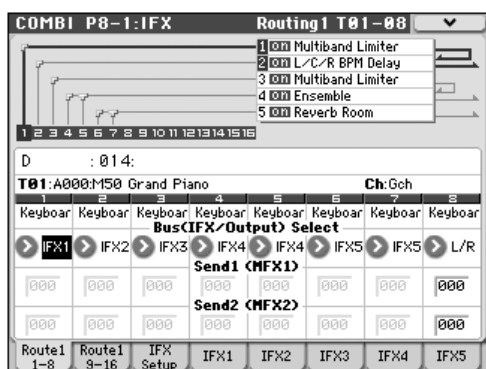 COMBI P8-1:IFX Routing1 T01-08
1 on Multiband Limiter
2 on L/C/R BPM Delay
3 on Multiband Limiter
4 on Ensemble
5 on Reverb Room
1 2 3 4 5 6 7 8 9 10 11 12 13 14 15 16
D :014:
T01:A000:M50 Grand Piano Ch:Gch
1 2 3 4 5 6 7 8
Keyboar Keyboar Keyboar Keyboar Keyboar Keyboar Keyboar Keyboar
Bus(IFX/Output) Select
IFX1 IFX2 IFX3 IFX4 IFX4 IFX5 IFX5 L/R
Send1 (MFX1)
000 000 000 000 000 000 000 000
Send2 (MFX2)
000 000 000 000 000 000 000 000
Route1 1-8 Route1 9-16 IFX Setup IFX1 IFX2 IFX3 IFX4 IFX5